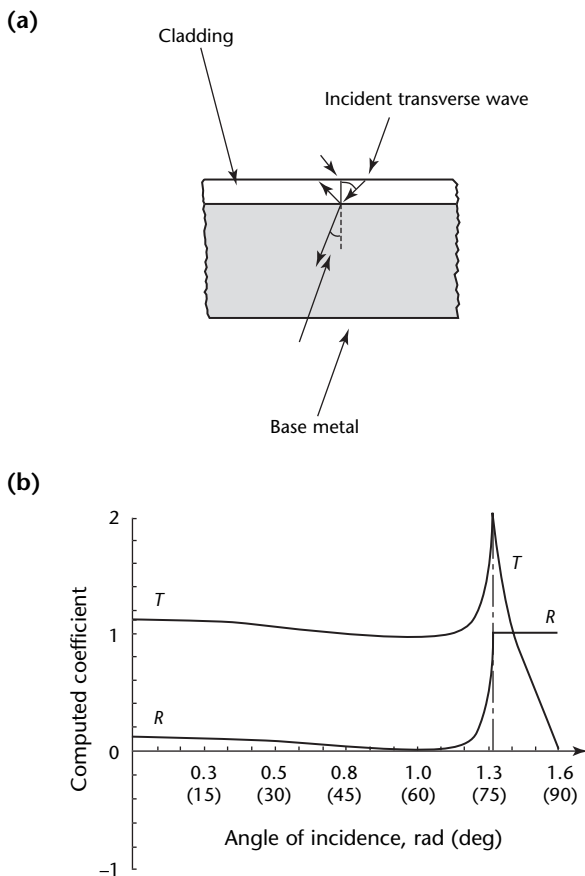 (a)
Cladding
Incident transverse wave
Base metal
(b)
2
T
T
R
1
R
0
0.3 0.5 0.8 1.0 1.3 1.6
(15) (30) (45) (60) (75) (90)
–1
Computed coefficient
Angle of incidence, rad (deg)